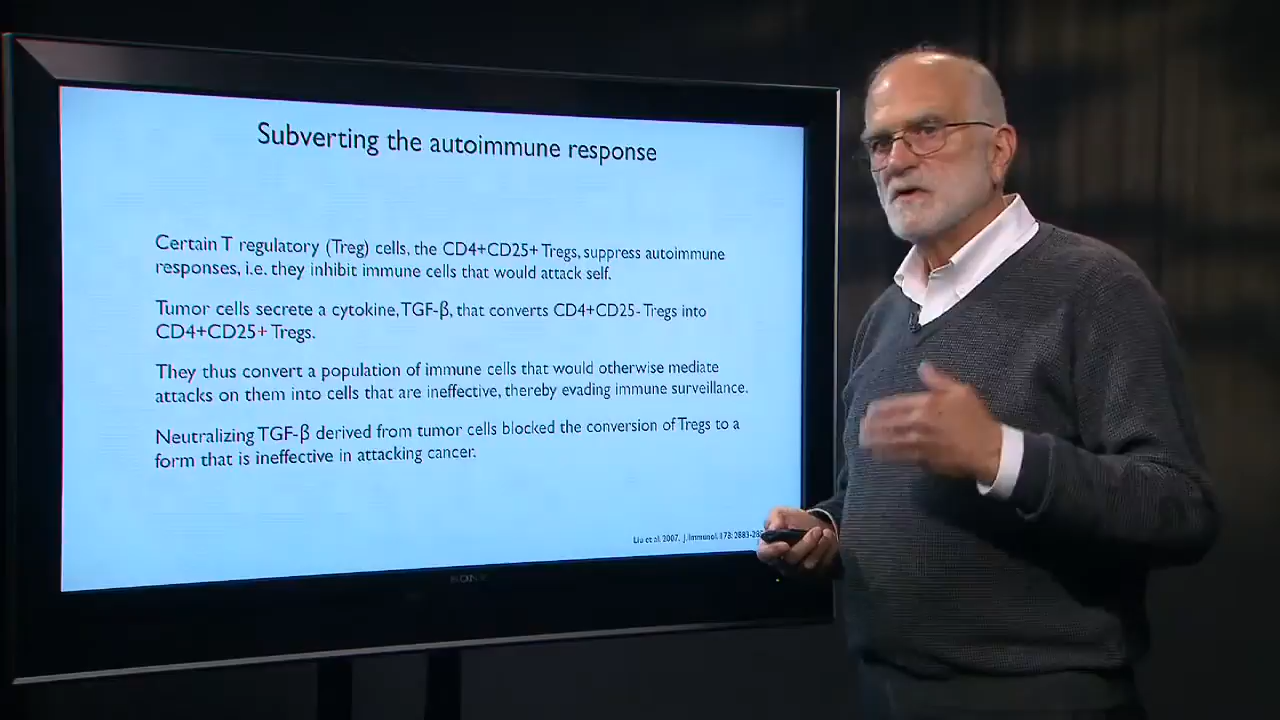 Subverting the autoimmune response
Certain T regulatory (Treg) cells, the CD4+CD25+ Tregs, suppress autoimmune
responses, i.e. they inhibit immune cells that would attack self.
Tumor cells secrete a cytokine, TGF-β, that converts CD4+CD25- Tregs into
CD4+CD25+ Tregs.
They thus convert a population of immune cells that would otherwise mediate
attacks on them into cells that are ineffective, thereby evading immune surveillance.
Neutralizing TGF-β derived from tumor cells blocked the conversion of Tregs to a
form that is ineffective in attacking cancer.
Liu et al. 2007. J. Immunol.
SONY